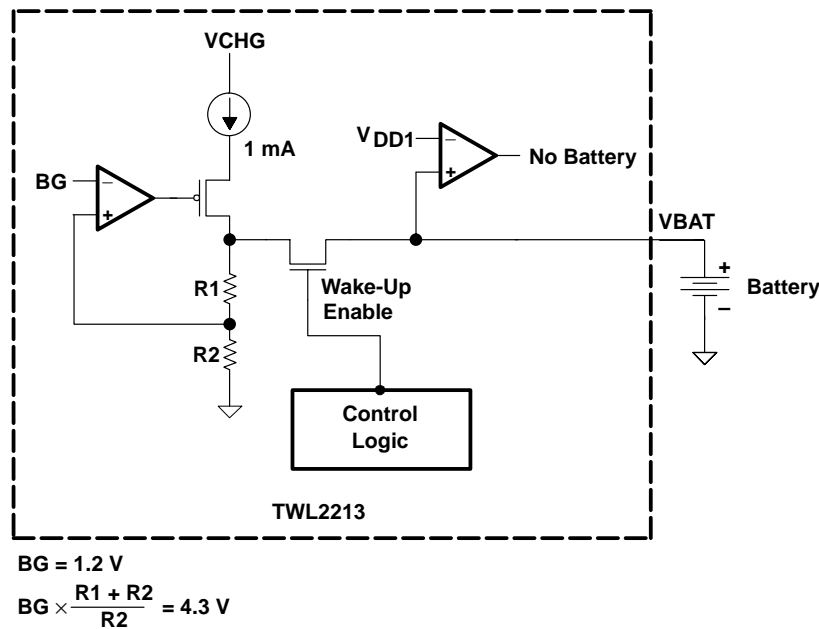 VCHG
1 mA
BG
−
+
V DD1
−
+
No Battery
VBAT
+
−
Battery
R1
R2
Wake-Up
Enable
Control
Logic
TWL2213
BG = 1.2 V
BG × R1 + R2 / R2 = 4.3 V